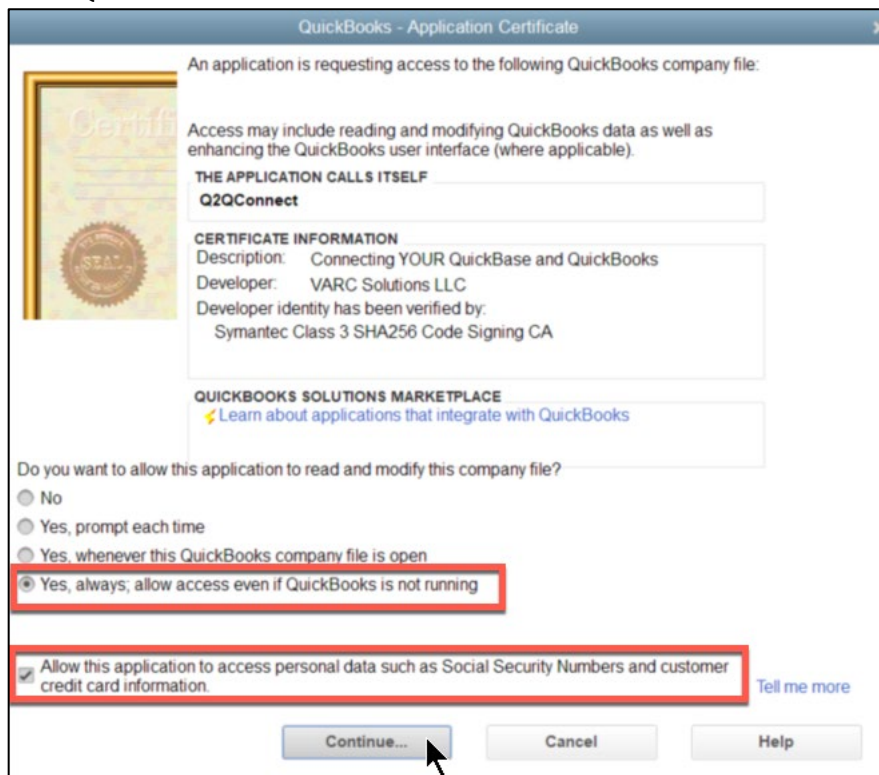 QuickBooks - Application Certificate
An application is requesting access to the following QuickBooks company file:
Access may include reading and modifying QuickBooks data as well as
enhancing the QuickBooks user interface (where applicable).
THE APPLICATION CALLS ITSELF
Q2QConnect
CERTIFICATE INFORMATION
Description: Connecting YOUR QuickBase and QuickBooks
Developer: VARC Solutions LLC
Developer identity has been verified by:
Symantec Class 3 SHA256 Code Signing CA
SEAL
QUICKBOOKS SOLUTIONS MARKETPLACE
Learn about applications that integrate with QuickBooks
Do you want to allow this application to read and modify this company file?
No
Yes, prompt each time
Yes, whenever this QuickBooks company file is open
Yes, always; allow access even if QuickBooks is not running
Allow this application to access personal data such as Social Security Numbers and customer
credit card information.
Tell me more
Continue... Cancel Help